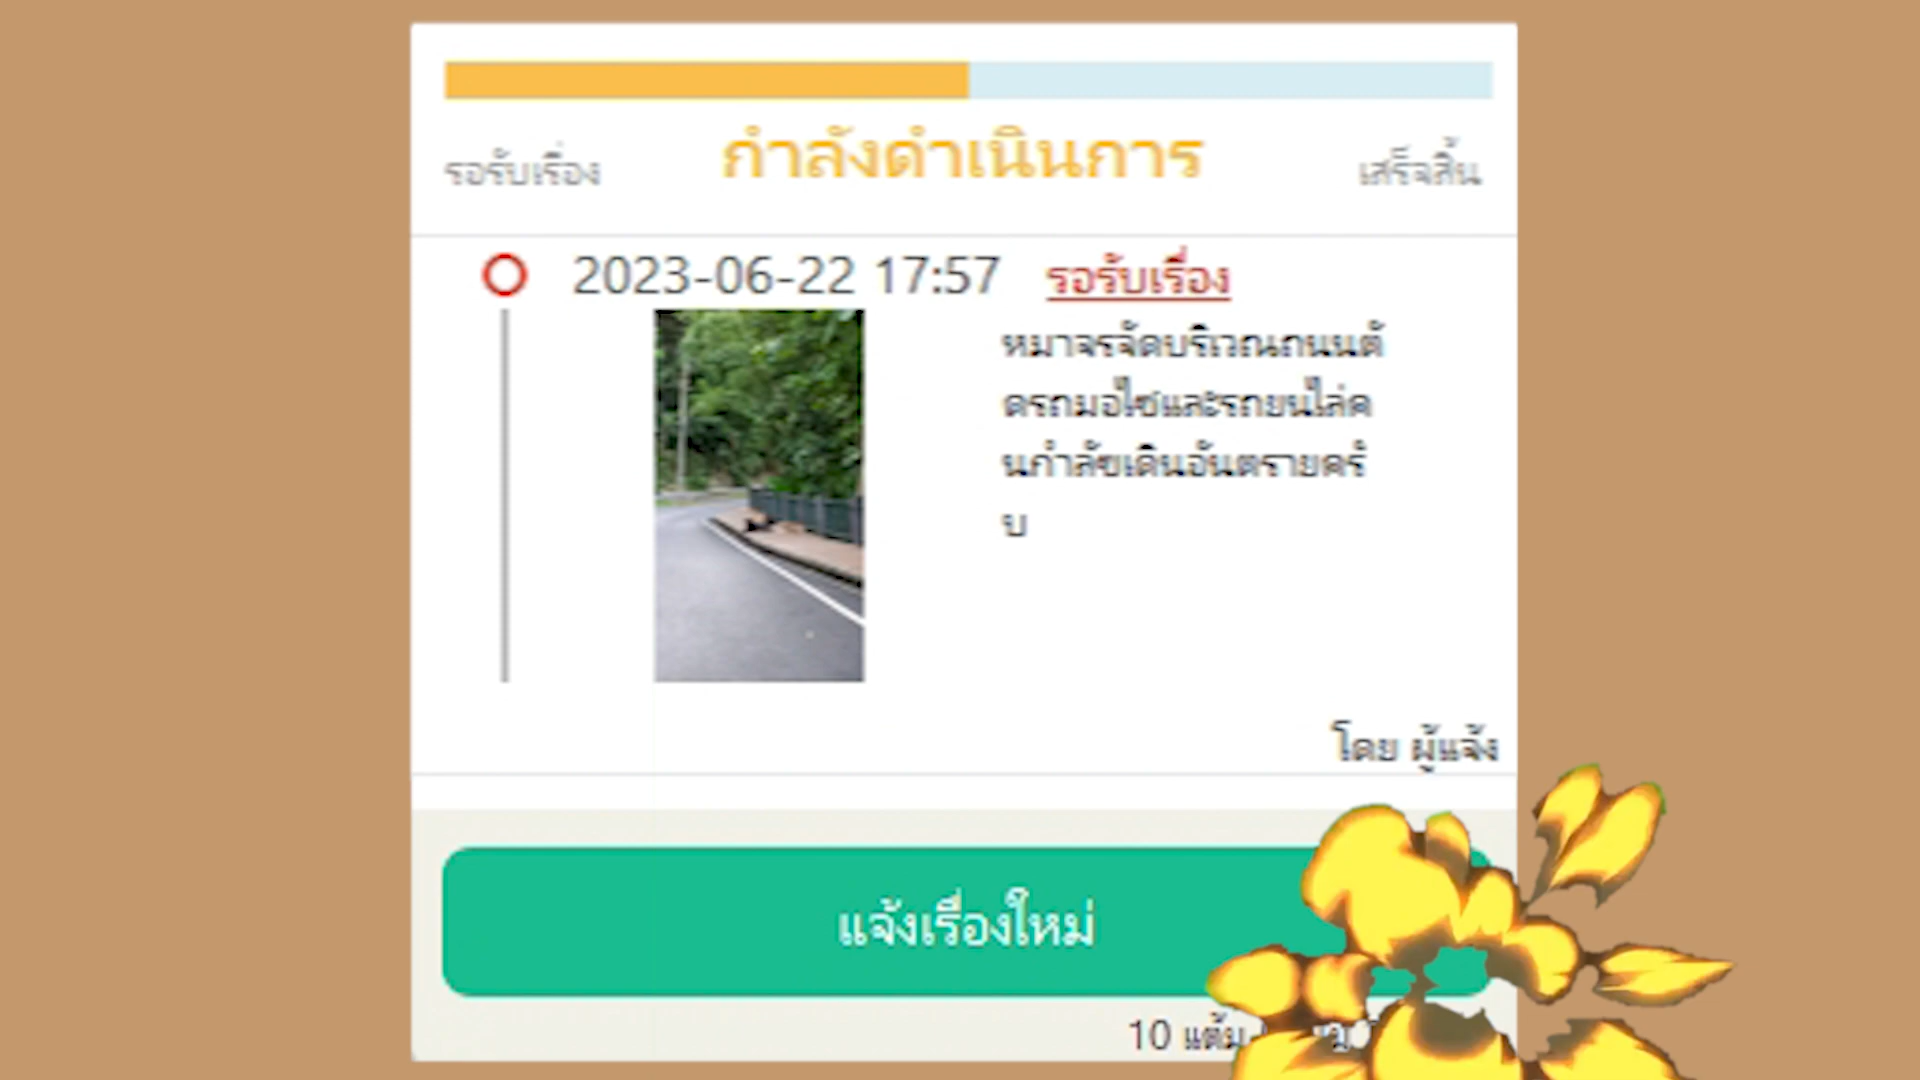 รอรับเรื่อง กำลังดำเนินการ เสร็จสิ้น
2023-06-22 17:57 รอรับเรื่อง
หมาจรจัดบริเวณถนนตั
ดรถมอไซและรถยนไล่ค
นกำลัขเดินอันตรายครั
บ
โดย ผู้แจ้ง
แจ้งเรื่องใหม่
10 แต้ม